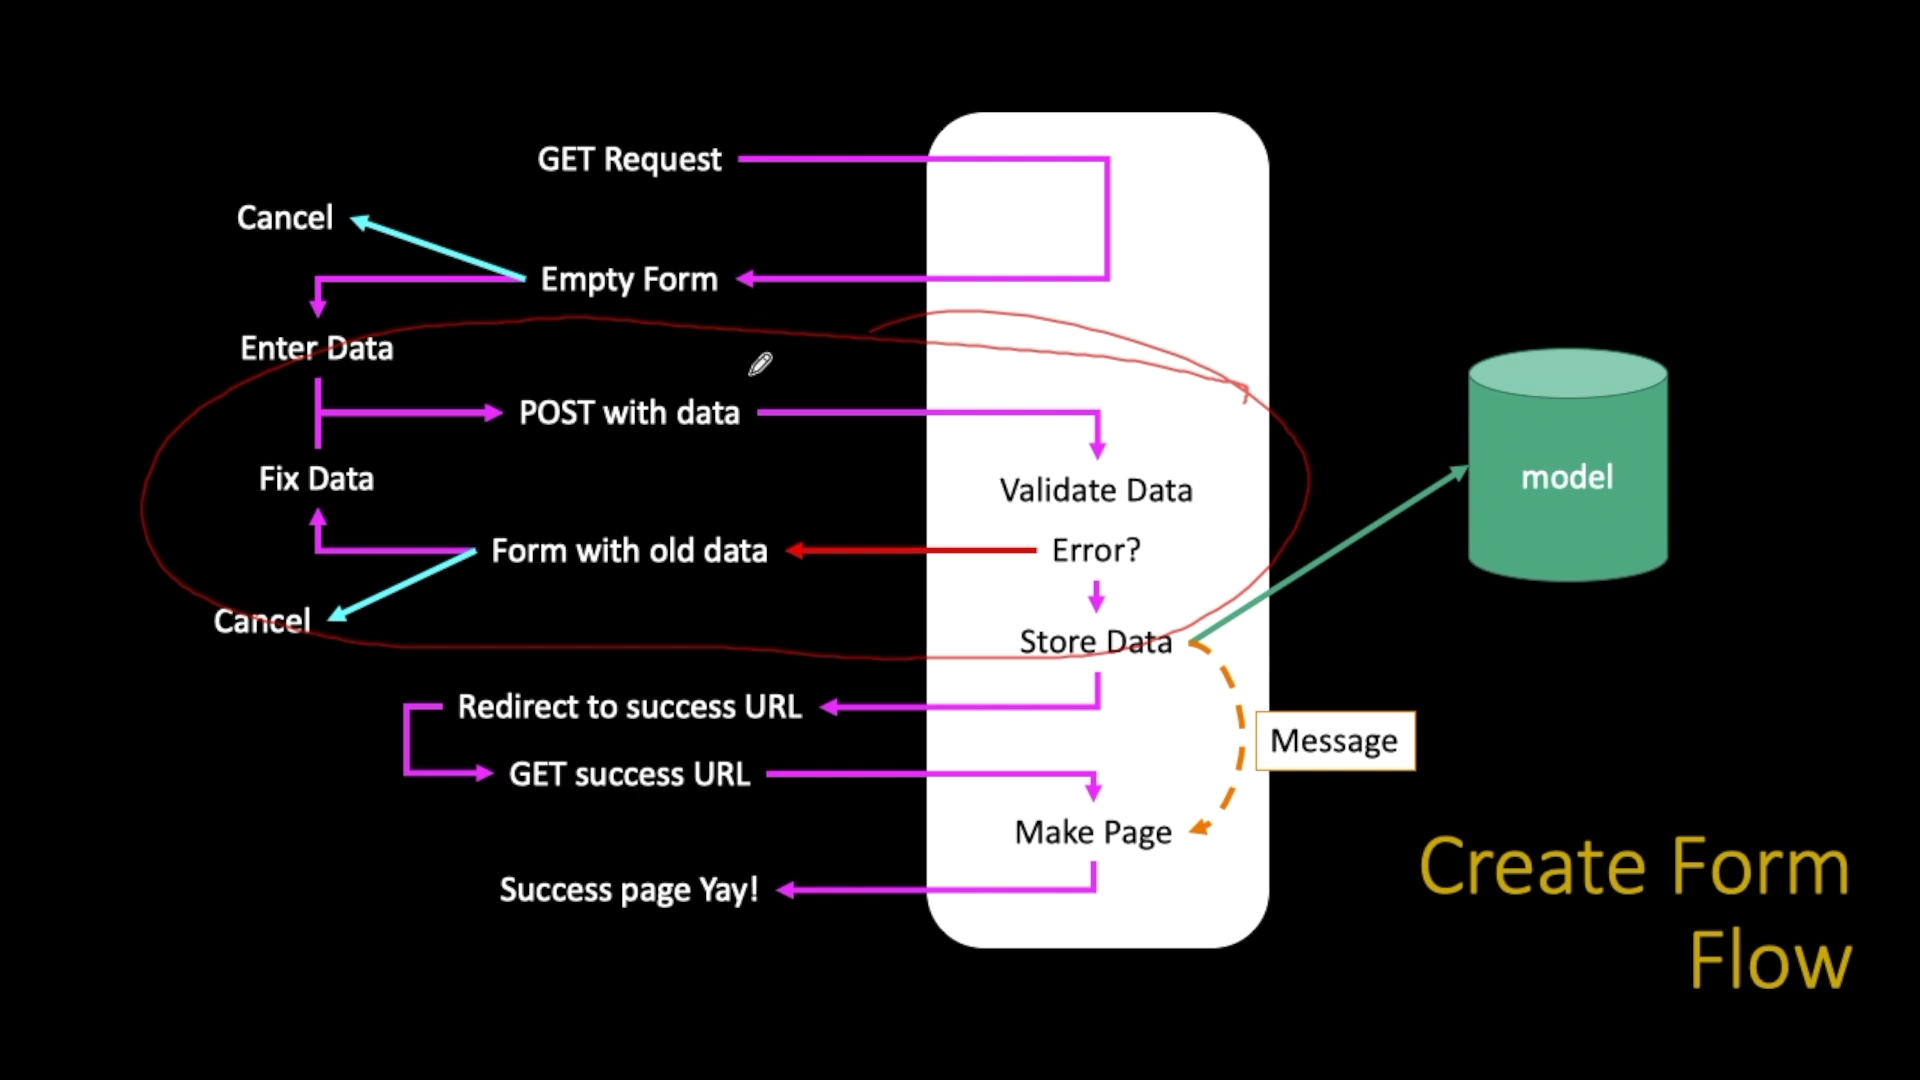 GET Request
Cancel
Empty Form
Enter Data
POST with data
Fix Data
Validate Data
Form with old data
Error?
Cancel
Store Data
model
Redirect to success URL
Message
GET success URL
Make Page
Success page Yay!
Create Form
Flow